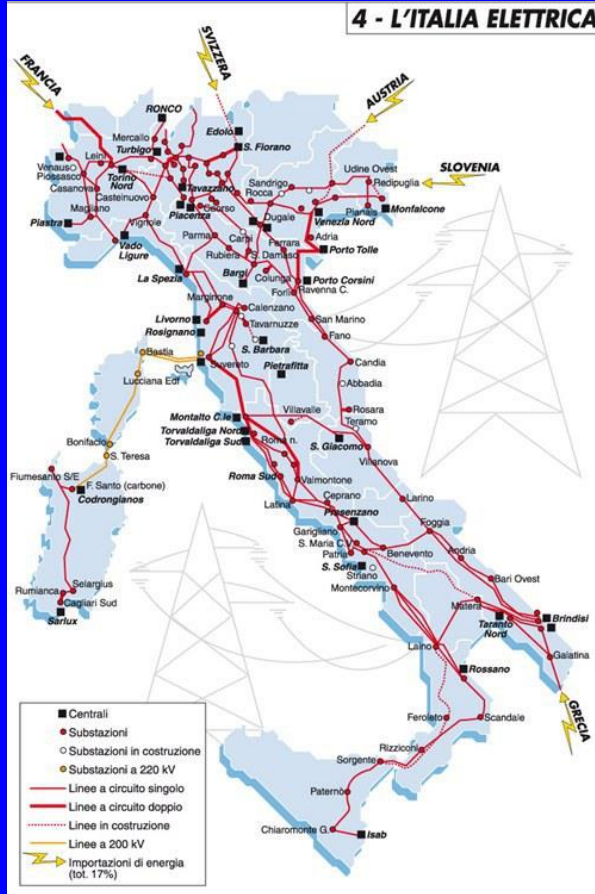 4 - L'ITALIA ELETTRICA
SVIZZERA
FRANCIA
AUSTRIA
SLOVENIA
GRECIA
RONCO
Mercallo
Turbigo
Edolo
S. Fiorano
Leini
Venaus
Piossasco
Torino
Nord
Casanova
Casteinuovo
Magliano
Piastra
Vado
Ligure
Vignole
Tavazzano
Piacenza
Caorso
Sandrigo
Rocca
Dugale
Udine Ovest
Redipuglia
Pianais
Monfalcone
Venezia Nord
Adria
Porto Tolle
Parma
Carpi
Rubiera
Ferrara
S. Damaso
Colunga
Bargi
Porto Corsini
Ravenna C.
Forlì
La Spezia
Marginone
Calenzano
Tavarnuzze
Livorno
Rosignano
S. Barbara
San Marino
Fano
Pietrafitta
Suvereto
Candia
Abbadia
Bastia
Lucciana Edf
Villavalle
Rosara
Teramo
Montalto C.le
Torvaldaliga Nord
Torvaldaliga Sud
S. Giacomo
Villanova
Roma n.
Roma Sud
Valmontone
Latina
Ceprano
Bonifacio
S. Teresa
Fiumesanto S/E
F. Santo (carbone)
Codrongianos
Rumianca
Selargius
Cagliari Sud
Sarlux
Larino
Presenzano
Garigliano
Foggia
S. Maria C.V.
Patria
Benevento
Andria
S. Sofia
Striano
Bari Ovest
Montecorvino
Matera
Taranto
Nord
Brindisi
Galatina
Laino
Rossano
Feroleto
Scandale
Rizziconi
Sorgente
Paternò
Chiaromonte G.
Isab
Centrali
Substazioni
Substazioni in costruzione
Substazioni a 220 kV
Linee a circuito singolo
Linee a circuito doppio
Linee in costruzione
Linee a 200 kV
Importazioni di energia
(tot. 17%)